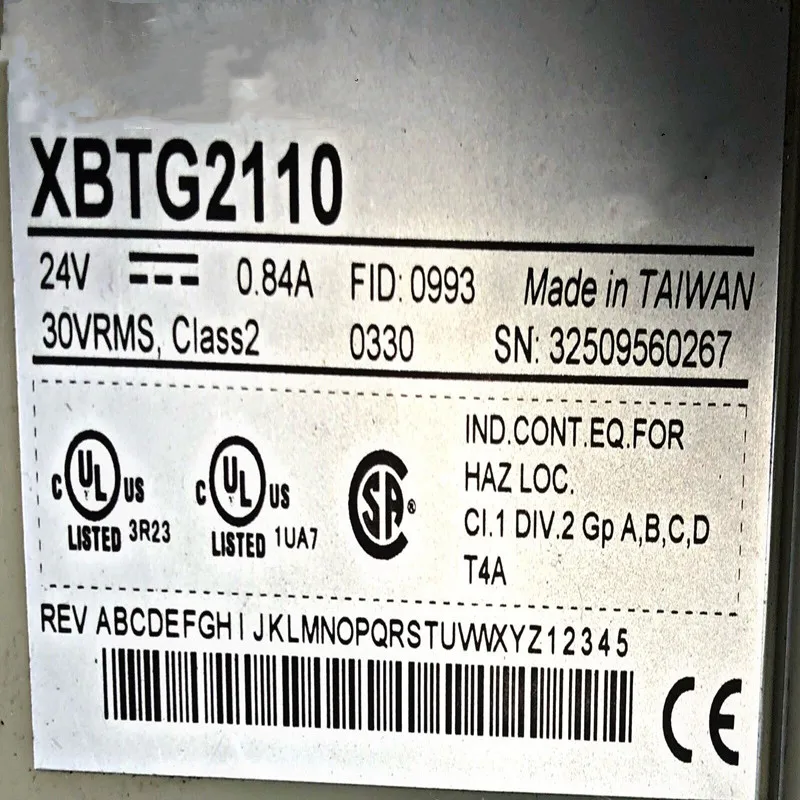 XBTG2110
24V 0.84A FID: 0993 Made in TAIWAN
30VRMS, Class2 0330 SN: 32509560267
C UL US LISTED 3R23
C UL US LISTED 1UA7
SA ®
IND.CONT.EQ.FOR
HAZ LOC.
Cl.1 DIV.2 Gp A,B,C,D
T4A
REV ABCDEFGHIJKLMNOPQRSTUVWXYZ12345
CE